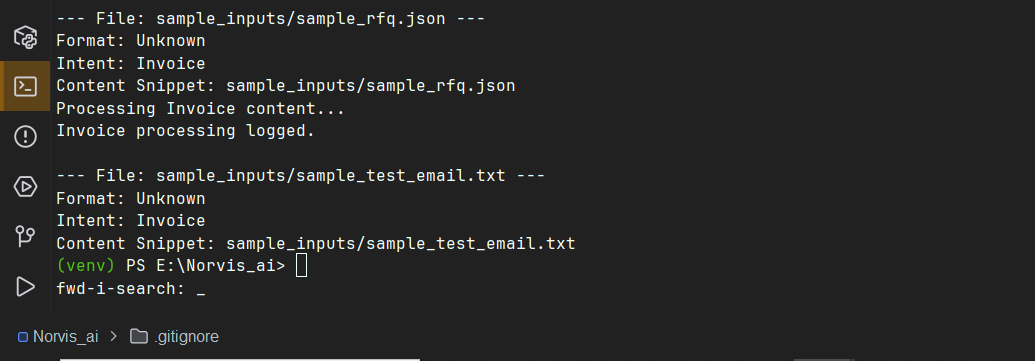 --- File: sample_inputs/sample_rfq.json ---
Format: Unknown
Intent: Invoice
Content Snippet: sample_inputs/sample_rfq.json
Processing Invoice content...
Invoice processing logged.
--- File: sample_inputs/sample_test_email.txt ---
Format: Unknown
Intent: Invoice
Content Snippet: sample_inputs/sample_test_email.txt
(venv) PS E:\Norvis_ai>
fwd-i-search: _
Norvis_ai > .gitignore